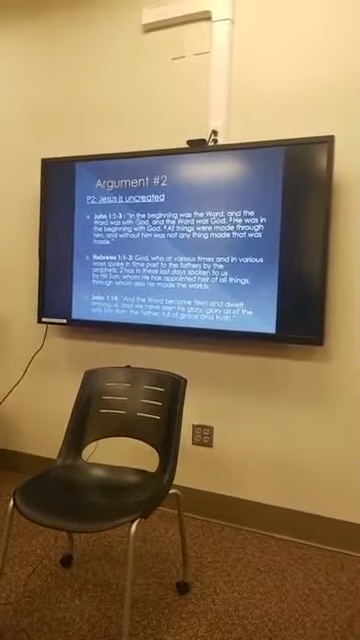 Argument #2
P2: Jesus is uncreated
John 1:1-3: "In the beginning was the Word, and the
Word was with God, and the Word was God. ² He was in
the beginning with God. ³ All things were made through
him, and without him was not any thing made that was
made."
Hebrews 1:1-3: God, who at various times and in various
ways spoke in time past to the fathers by the
prophets, 2 has in these last days spoken to us
by His Son, whom He has appointed heir of all things,
through whom also He made the worlds.
John 1:14: "And the Word became flesh and dwelt
among us, and we have seen his glory, glory as of the
only Son from the Father, full of grace and truth."